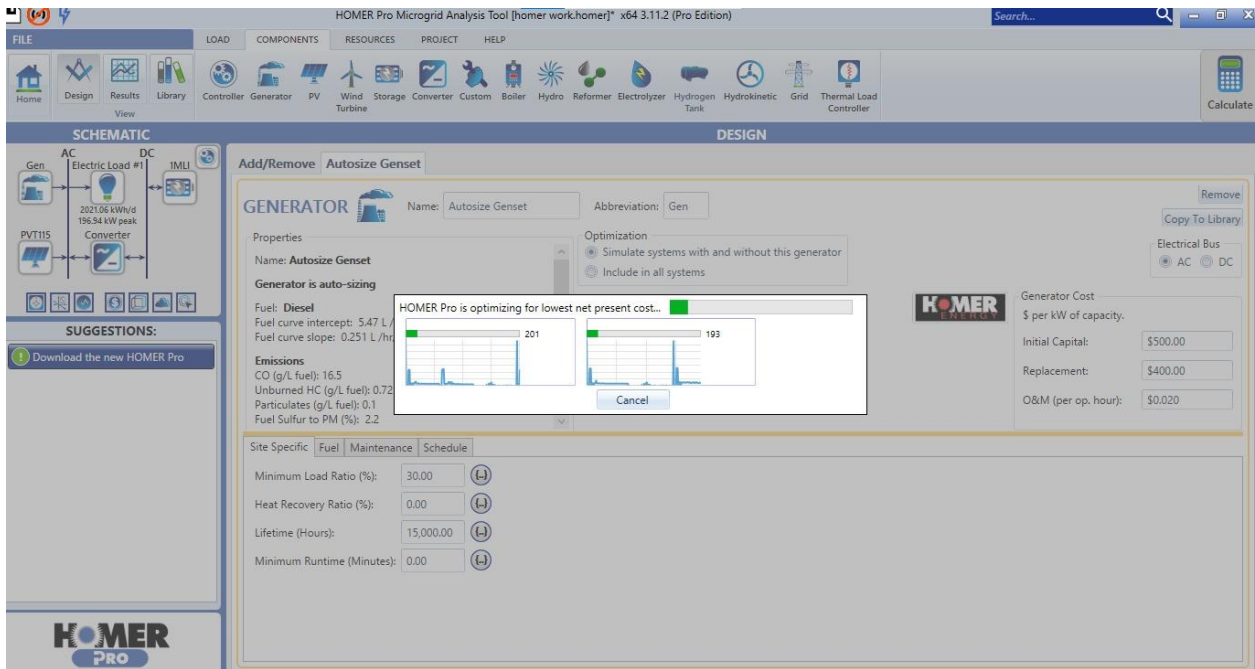 HOMER Pro Microgrid Analysis Tool [homer work.homer]* x64 3.11.2 (Pro Edition)
Search...
FILE
LOAD COMPONENTS RESOURCES PROJECT HELP
Home
Design Results Library
View
Controller Generator PV Wind Turbine Storage Converter Custom Boiler Hydro Reformer Electrolyzer Hydrogen Tank Hydrokinetic Grid Thermal Load Controller
Calculate
SCHEMATIC
DESIGN
AC DC
Gen Electric Load #1 1MLI
2021.06 kWh/d
196.94 kW peak
PVT115 Converter
SUGGESTIONS:
Download the new HOMER Pro
HOMER
PRO
Add/Remove Autosize Genset
GENERATOR Name: Autosize Genset Abbreviation: Gen
Remove
Copy To Library
Properties
Name: Autosize Genset
Generator is auto-sizing
Fuel: Diesel
Fuel curve intercept: 5.47 L /
Fuel curve slope: 0.251 L /hr
Emissions
CO (g/L fuel): 16.5
Unburned HC (g/L fuel): 0.72
Particulates (g/L fuel): 0.1
Fuel Sulfur to PM (%): 2.2
Optimization
Simulate systems with and without this generator
Include in all systems
Electrical Bus
AC DC
HOMER Pro is optimizing for lowest net present cost...
201 193
Cancel
HOMER
ENERGY
Generator Cost
$ per kW of capacity.
Initial Capital: $500.00
Replacement: $400.00
O&M (per op. hour): $0.020
Site Specific Fuel Maintenance Schedule
Minimum Load Ratio (%): 30.00
Heat Recovery Ratio (%): 0.00
Lifetime (Hours): 15,000.00
Minimum Runtime (Minutes): 0.00